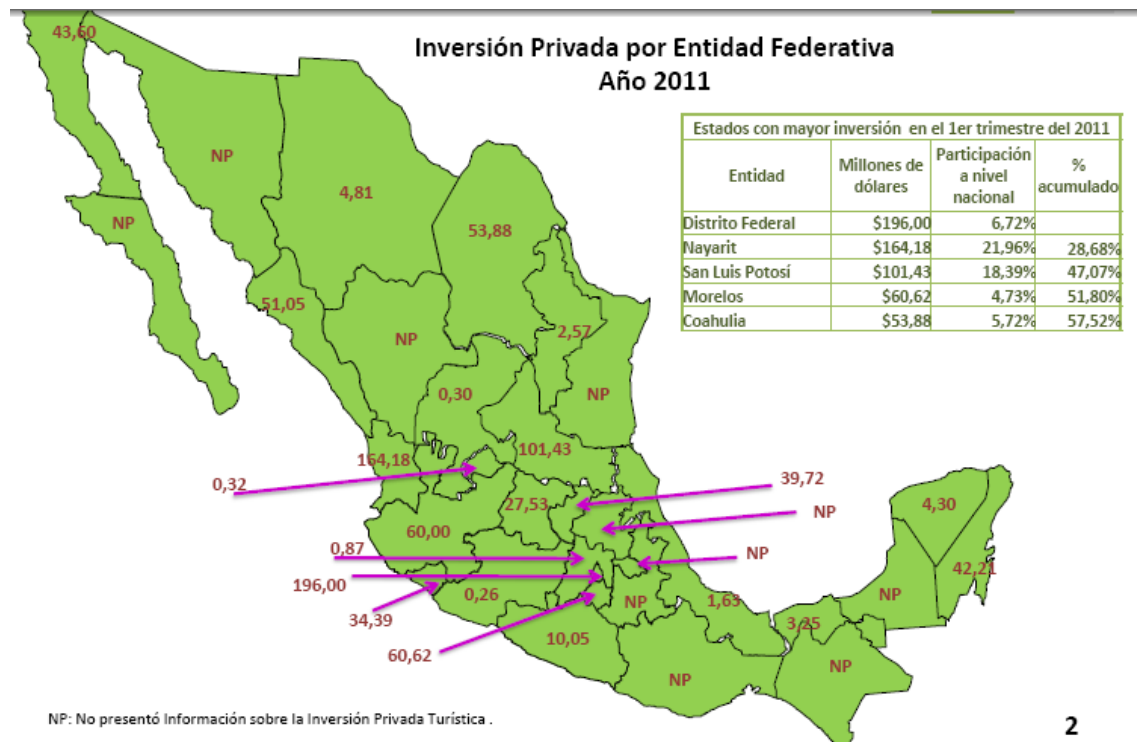 Inversión Privada por Entidad Federativa
Año 2011
Estados con mayor inversión en el 1er trimestre del 2011
Entidad Millones de dólares Participación a nivel nacional % acumulado
Distrito Federal $196,00 6,72%
Nayarit $164,18 21,96% 28,68%
San Luis Potosí $101,43 18,39% 47,07%
Morelos $60,62 4,73% 51,80%
Coahulia $53,88 5,72% 57,52%
43,60
NP
4,81
NP
53,88
51,05
2,57
NP
0,30
NP
101,43
164,18
0,32
39,72
4,30
27,53
NP
60,00
0,87
NP
42,21
196,00
0,26
NP
1,63
NP
34,39
3,25
10,05
60,62
NP
NP
NP: No presentó Información sobre la Inversión Privada Turística .
2